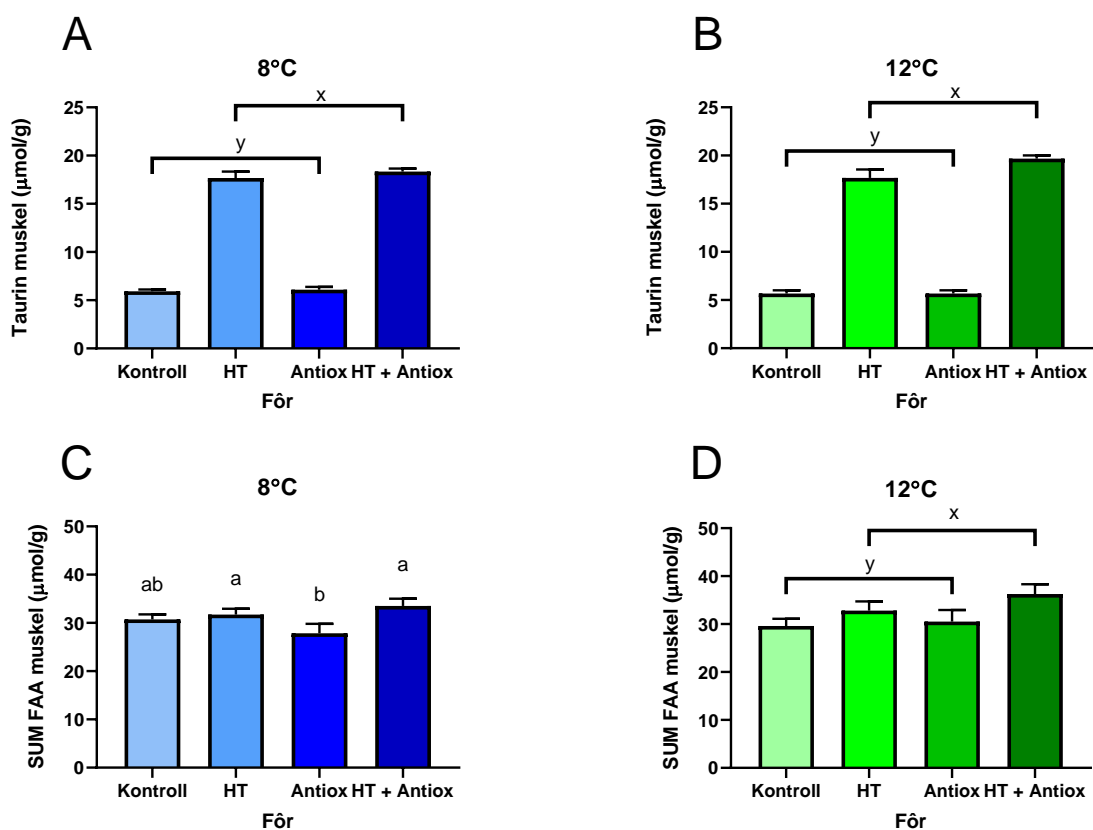 A
8°C
x
y
Taurin muskel (μmol/g)
25
20
15
10
5
0
Kontroll HT Antiox HT + Antiox
Fôr
B
12°C
x
y
Taurin muskel (μmol/g)
25
20
15
10
5
0
Kontroll HT Antiox HT + Antiox
Fôr
C
8°C
ab a b a
SUM FAA muskel (μmol/g)
50
40
30
20
10
0
Kontroll HT Antiox HT + Antiox
Fôr
D
12°C
x
y
SUM FAA muskel (μmol/g)
50
40
30
20
10
0
Kontroll HT Antiox HT + Antiox
Fôr